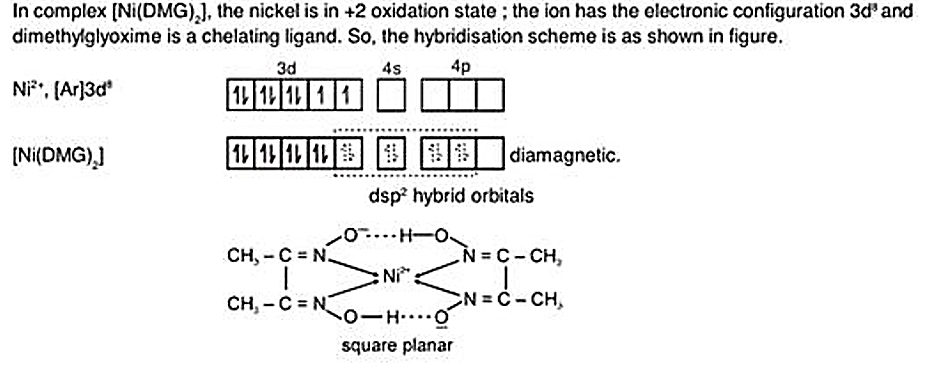 In complex [Ni(DMG)₂], the nickel is in +2 oxidation state ; the ion has the electronic configuration 3d⁸ and
dimethylglyoxime is a chelating ligand. So, the hybridisation scheme is as shown in figure.
3d 4s 4p
Ni²⁺, [Ar]3d⁸
[Ni(DMG)₂] diamagnetic.
dsp² hybrid orbitals
O⁻----H—O
CH₃ – C = N N = C – CH₃
Ni²⁺
CH₃ – C = N N = C – CH₃
O—H----O⁻
square planar